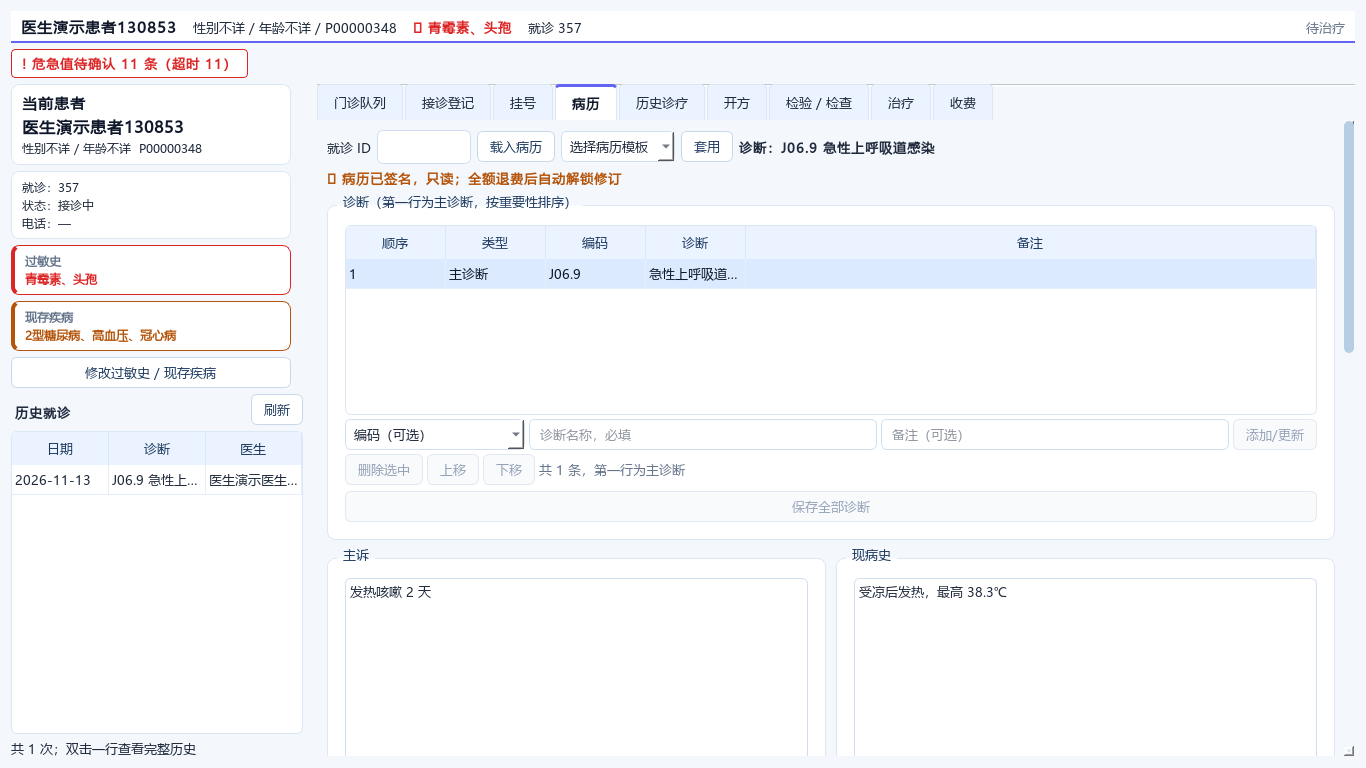 医生演示患者130853 性别不详 / 年龄不详 / P00000348 青霉素、头孢 就诊 357 待治疗
! 危急值待确认 11 条（超时 11）
当前患者
医生演示患者130853
性别不详 / 年龄不详 P00000348
就诊：357
状态：接诊中
电话：—
过敏史
青霉素、头孢
现存疾病
2型糖尿病、高血压、冠心病
修改过敏史 / 现存疾病
历史就诊 刷新
日期 诊断 医生
2026-11-13 J06.9 急性上... 医生演示医生...
共 1 次；双击一行查看完整历史
门诊队列 接诊登记 挂号 病历 历史诊疗 开方 检验 / 检查 治疗 收费
就诊 ID 载入病历 选择病历模板 套用 诊断：J06.9 急性上呼吸道感染
病历已签名，只读；全额退费后自动解锁修订
诊断（第一行为主诊断，按重要性排序）
顺序 类型 编码 诊断 备注
1 主诊断 J06.9 急性上呼吸道...
编码（可选） 诊断名称，必填 备注（可选） 添加/更新
删除选中 上移 下移 共 1 条，第一行为主诊断
保存全部诊断
主诉 现病史
发热咳嗽 2 天 受凉后发热，最高 38.3℃